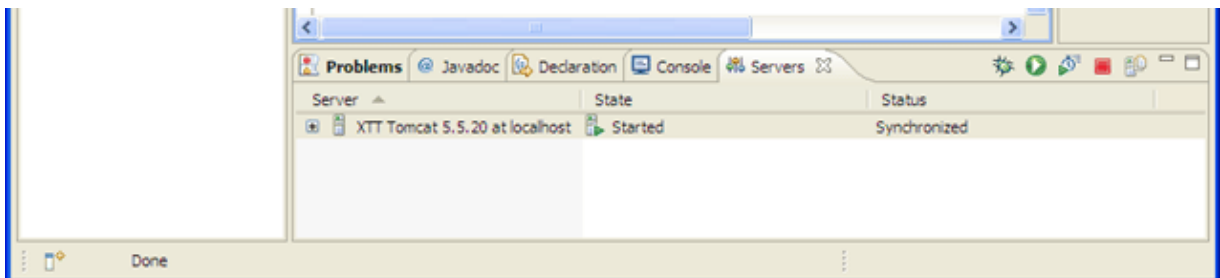 Problems @ Javadoc Declaration Console Servers
Server State Status
XTT Tomcat 5.5.20 at localhost Started Synchronized
Done